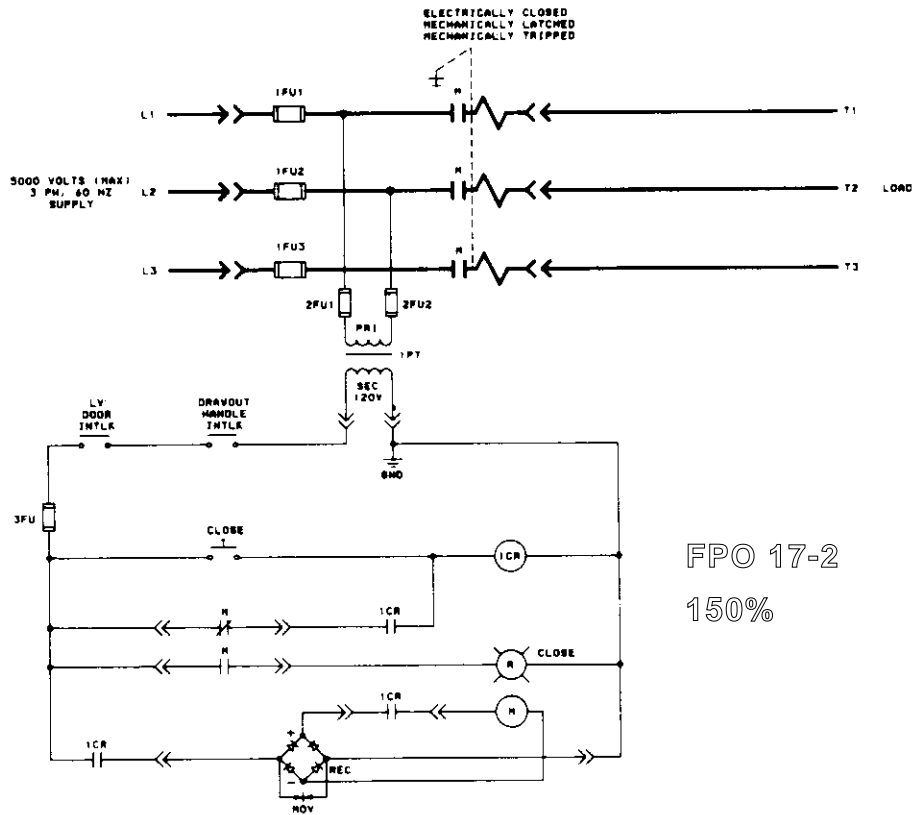 ELECTRICALLY CLOSED
MECHANICALLY LATCHED
MECHANICALLY TRIPPED
1FU1
M
L1
T1
5000 VOLTS (MAX)
3 PH, 60 HZ
SUPPLY
1FU2
M
L2
T2
LOAD
1FU3
M
L3
T3
2FU1
2FU2
PRI
1PT
SEC
120V
LV
DOOR
INTLK
DRAWOUT
HANDLE
INTLK
GND
3FU
CLOSE
1CR
FPO 17-2
150%
M
1CR
M
R
CLOSE
1CR
M
1CR
+
REC
-
MOV